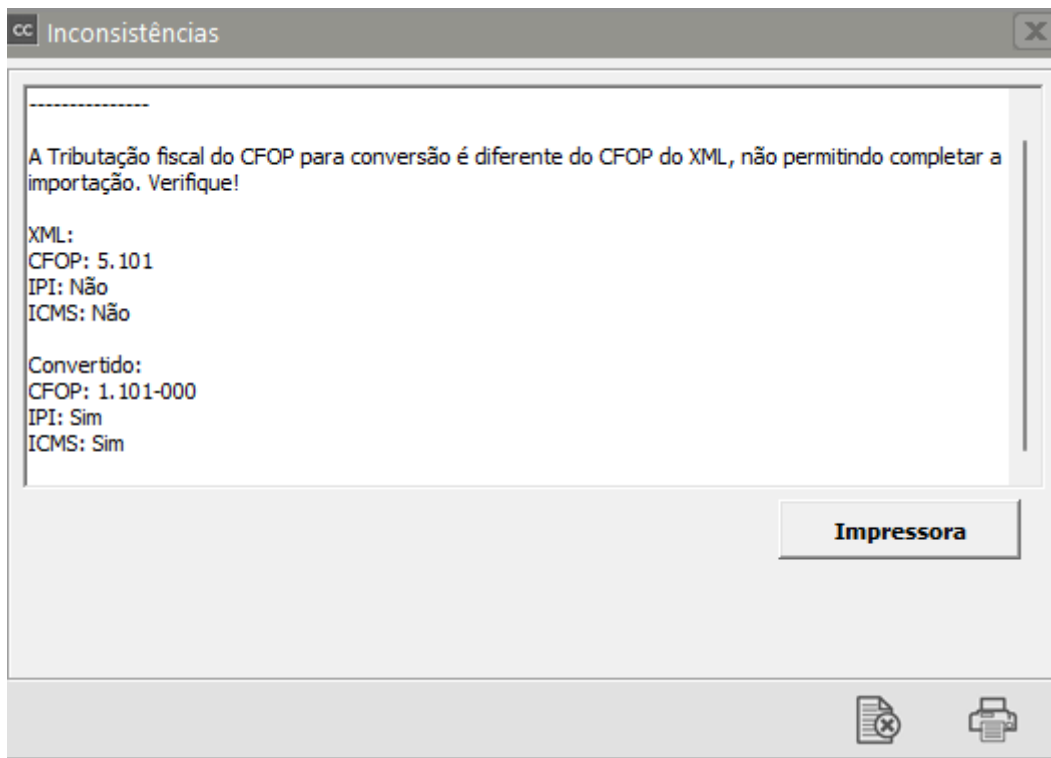 cc Inconsistências
X
---------------
A Tributação fiscal do CFOP para conversão é diferente do CFOP do XML, não permitindo completar a
importação. Verifique!
XML:
CFOP: 5.101
IPI: Não
ICMS: Não
Convertido:
CFOP: 1.101-000
IPI: Sim
ICMS: Sim
Impressora